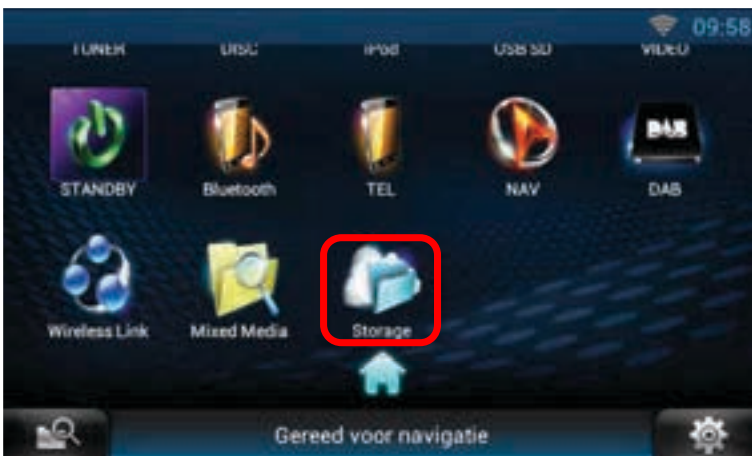 09:58
TUNER DISC iPod USB SD VIDEO
STANDBY Bluetooth TEL NAV DAB
DAB
Wireless Link Mixed Media Storage
Gereed voor navigatie